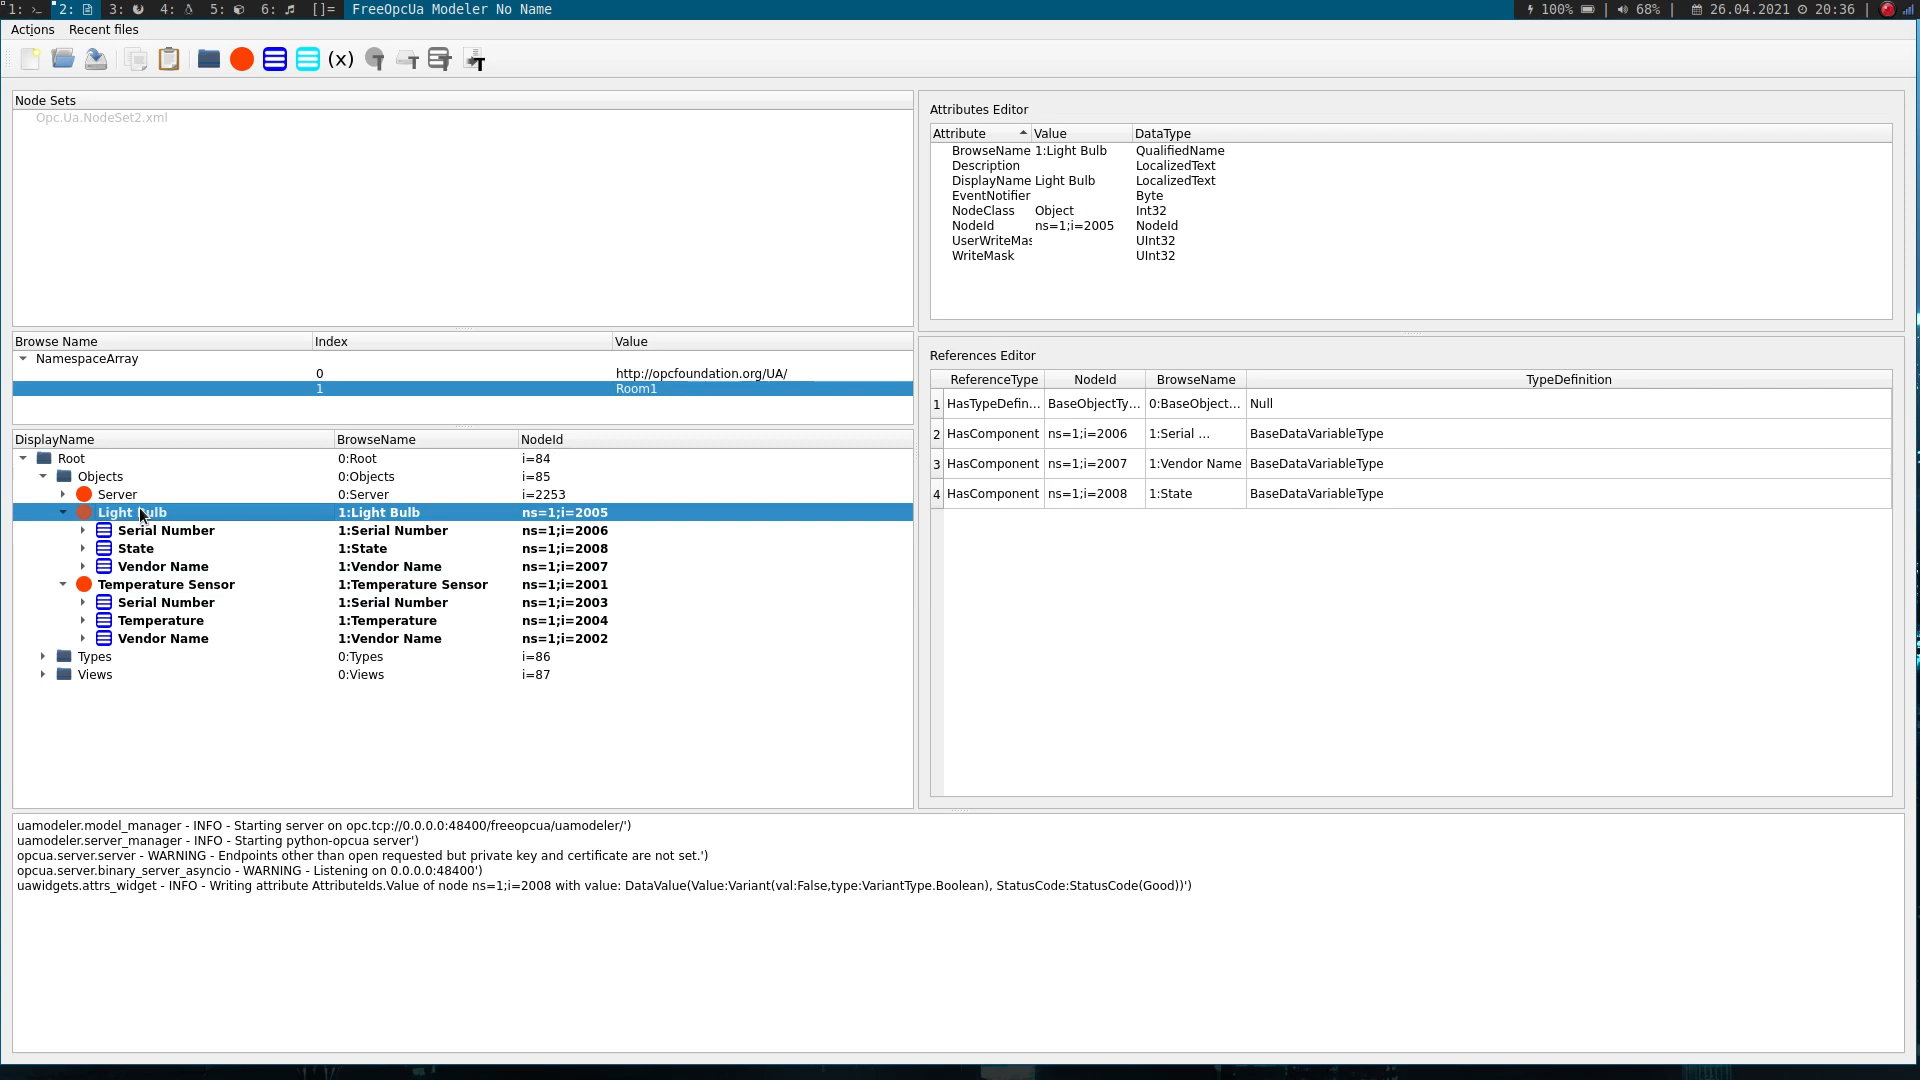 1: 2: 3: 4: 5: 6: []= FreeOpcUa Modeler No Name 100% | 68% | 26.04.2021 20:36 |
Actions Recent files
(x)
Node Sets
Opc.Ua.NodeSet2.xml
Browse Name Index Value
NamespaceArray
0 http://opcfoundation.org/UA/
1 Room1
DisplayName BrowseName NodeId
Root 0:Root i=84
Objects 0:Objects i=85
Server 0:Server i=2253
Light Bulb 1:Light Bulb ns=1;i=2005
Serial Number 1:Serial Number ns=1;i=2006
State 1:State ns=1;i=2008
Vendor Name 1:Vendor Name ns=1;i=2007
Temperature Sensor 1:Temperature Sensor ns=1;i=2001
Serial Number 1:Serial Number ns=1;i=2003
Temperature 1:Temperature ns=1;i=2004
Vendor Name 1:Vendor Name ns=1;i=2002
Types 0:Types i=86
Views 0:Views i=87
Attributes Editor
Attribute Value DataType
BrowseName 1:Light Bulb QualifiedName
Description LocalizedText
DisplayName Light Bulb LocalizedText
EventNotifier Byte
NodeClass Object Int32
NodeId ns=1;i=2005 NodeId
UserWriteMas UInt32
WriteMask UInt32
References Editor
ReferenceType NodeId BrowseName TypeDefinition
1 HasTypeDefin... BaseObjectTy... 0:BaseObject... Null
2 HasComponent ns=1;i=2006 1:Serial ... BaseDataVariableType
3 HasComponent ns=1;i=2007 1:Vendor Name BaseDataVariableType
4 HasComponent ns=1;i=2008 1:State BaseDataVariableType
uamodeler.model_manager - INFO - Starting server on opc.tcp://0.0.0.0:48400/freeopcua/uamodeler/')
uamodeler.server_manager - INFO - Starting python-opcua server')
opcua.server.server - WARNING - Endpoints other than open requested but private key and certificate are not set.')
opcua.server.binary_server_asyncio - WARNING - Listening on 0.0.0.0:48400')
uawidgets.attrs_widget - INFO - Writing attribute AttributeIds.Value of node ns=1;i=2008 with value: DataValue(Value:Variant(val:False,type:VariantType.Boolean), StatusCode:StatusCode(Good))')